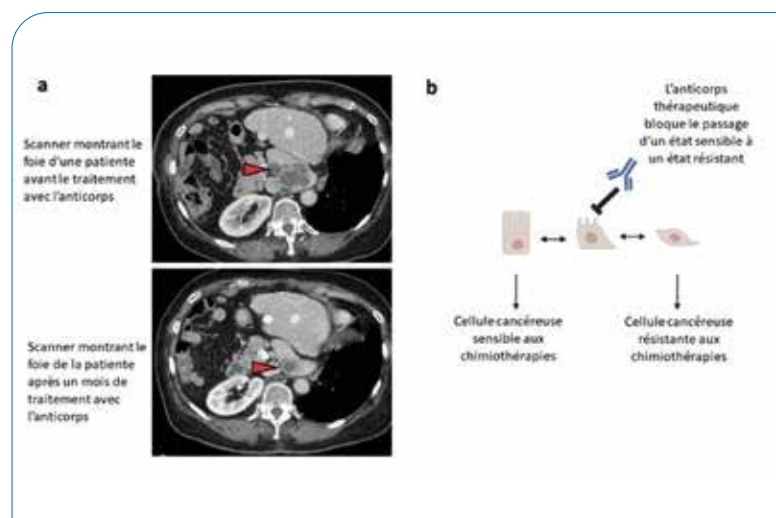 a
Scanner montrant le
foie d'une patiente
avant le traitement
avec l'anticorps
Scanner montrant le
foie de la patiente
après un mois de
traitement avec
l'anticorps
b
L'anticorps
thérapeutique
bloque le passage
d'un état sensible à
un état résistant
Cellule cancéreuse
sensible aux
chimiothérapies
Cellule cancéreuse
résistante aux
chimiothérapies